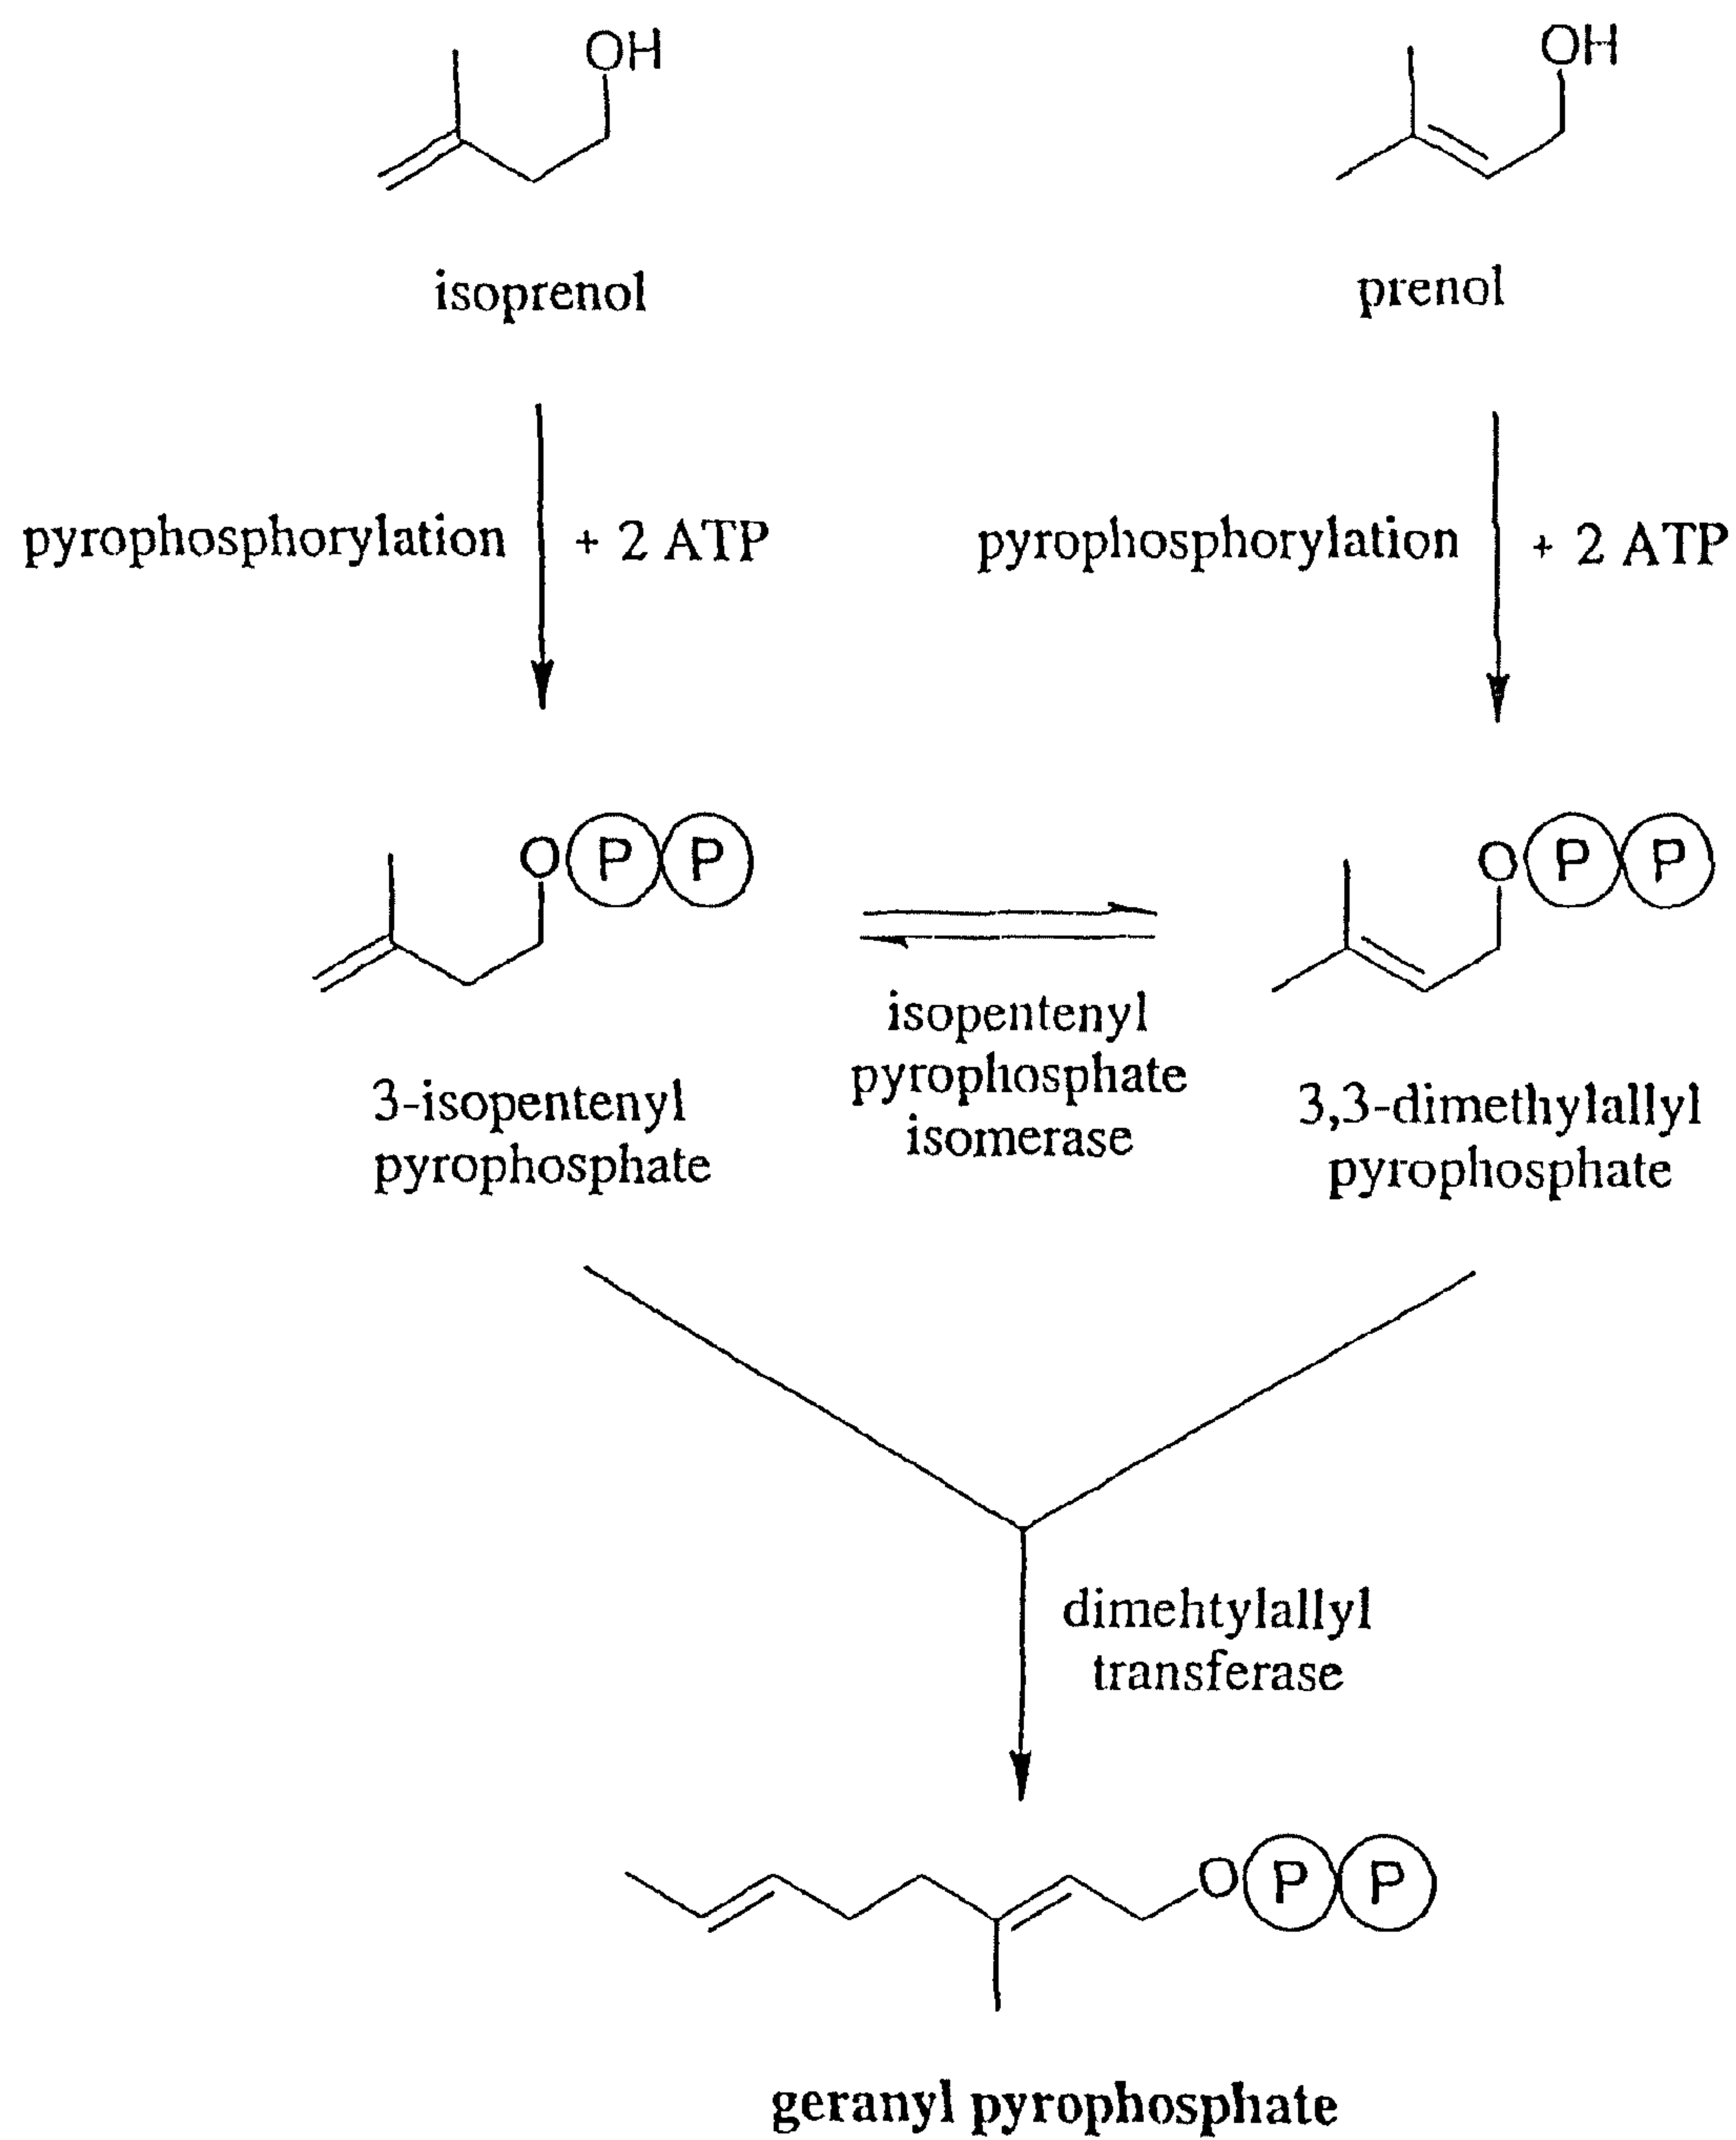 OH
OH
isoprenol
prenol
pyrophosphorylation
+ 2 ATP
pyrophosphorylation
+ 2 ATP
O P P
O P P
isopentenyl
pyrophosphate
isomerase
3-isopentenyl
pyrophosphate
3,3-dimethylallyl
pyrophosphate
dimehtylallyl
transferase
O P P
geranyl pyrophosphate